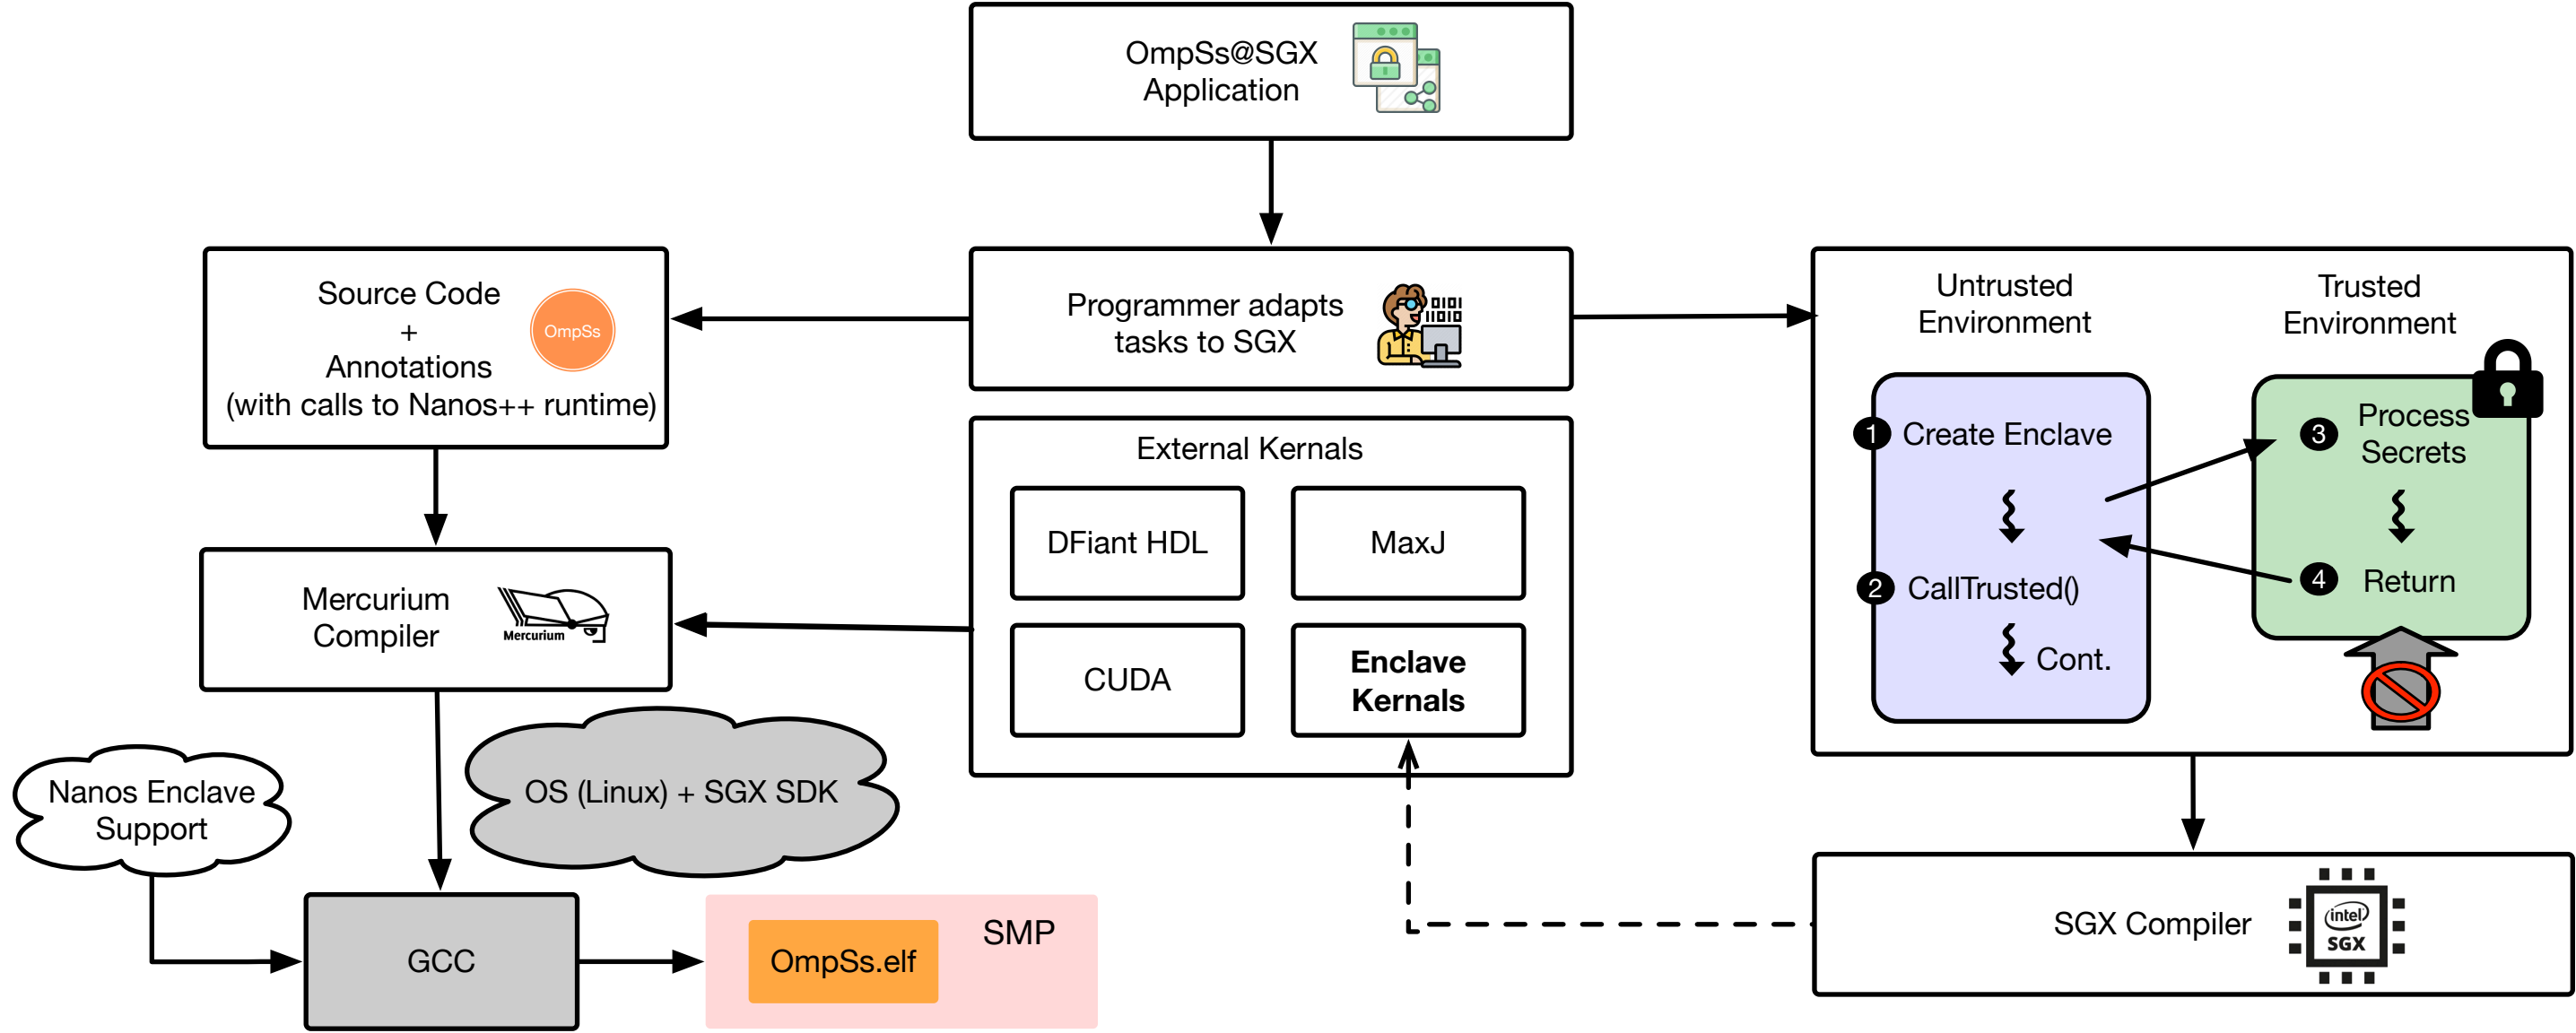 OmpSs@SGX
Application
Source Code
+
Annotations
(with calls to Nanos++ runtime)
OmpSs
Programmer adapts
tasks to SGX
0101
11010
Untrusted
Environment
Trusted
Environment
1 Create Enclave
2 CallTrusted()
Cont.
3 Process
Secrets
4 Return
External Kernals
DFiant HDL
MaxJ
CUDA
Enclave
Kernals
Mercurium
Compiler
Mercurium
Nanos Enclave
Support
OS (Linux) + SGX SDK
GCC
SMP
OmpSs.elf
SGX Compiler
intel
SGX